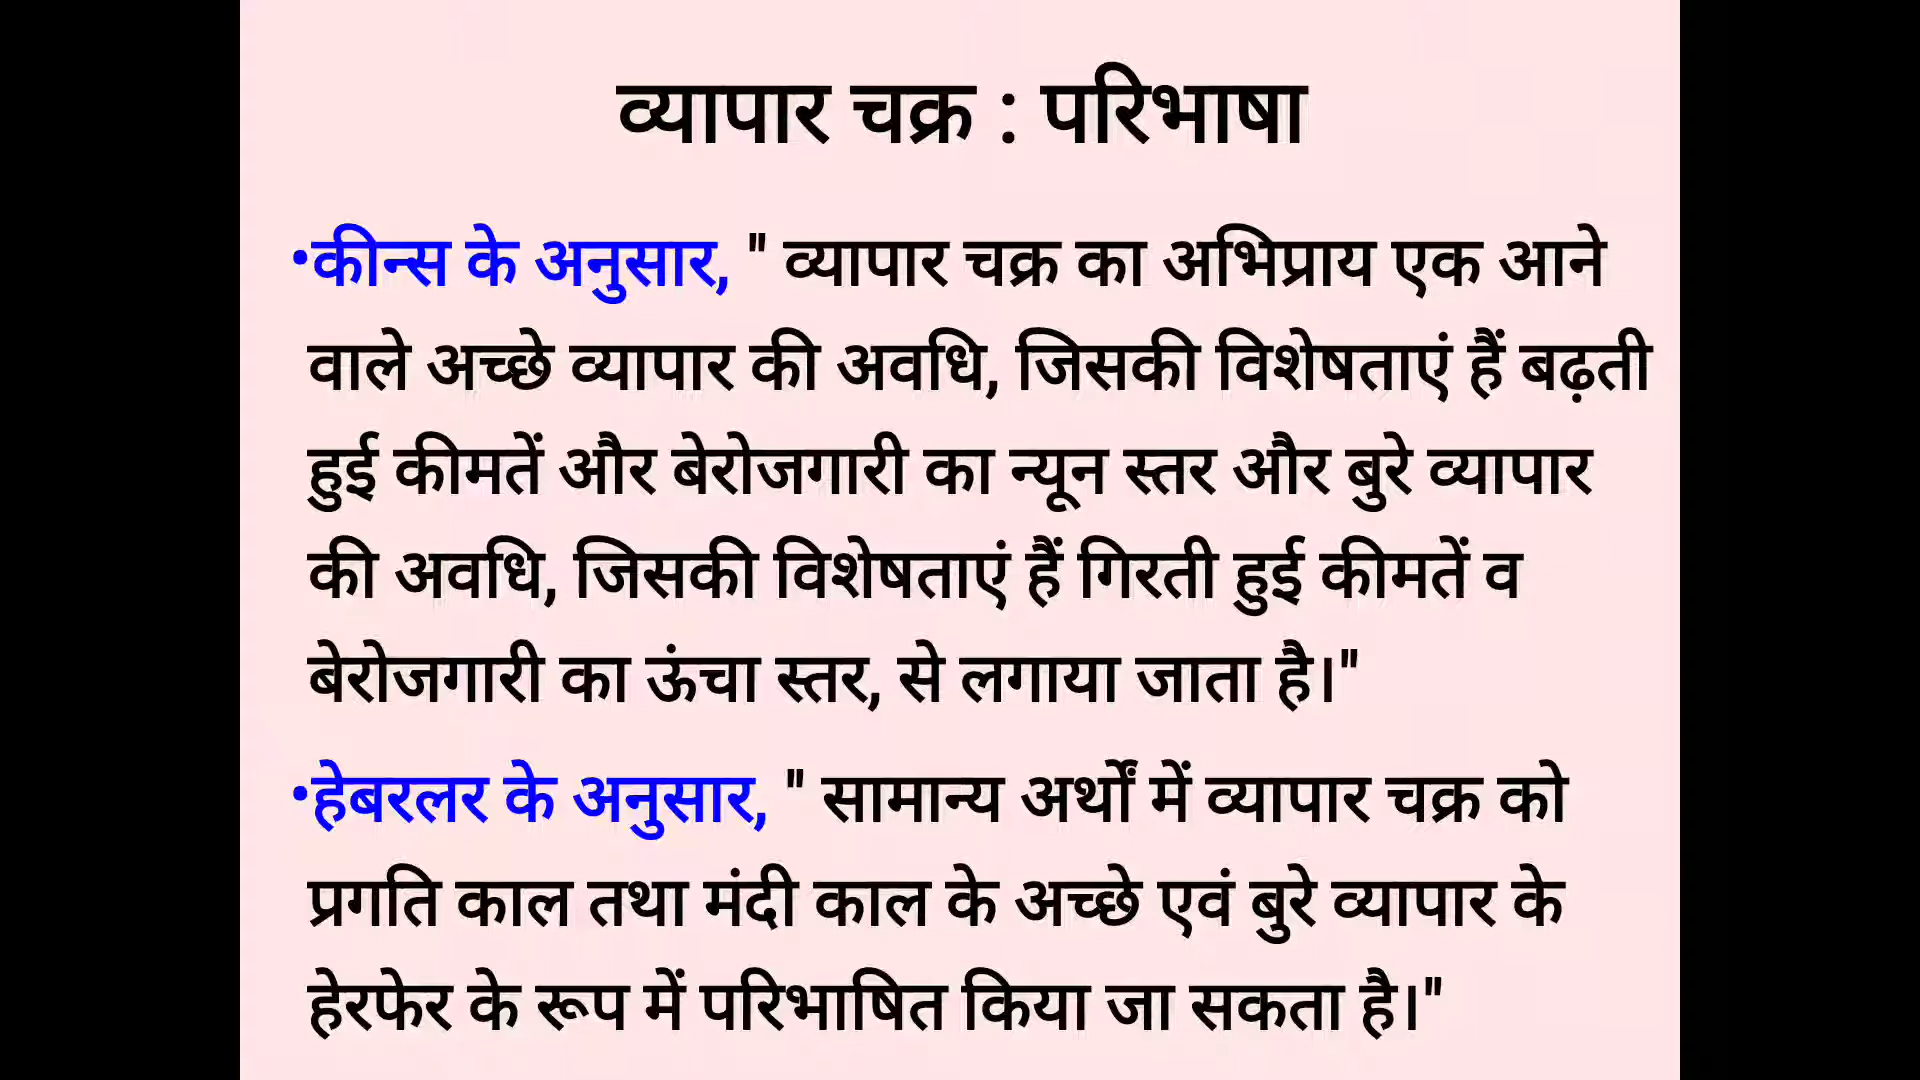 व्यापार चक्र : परिभाषा
•कीन्स के अनुसार, " व्यापार चक्र का अभिप्राय एक आने
वाले अच्छे व्यापार की अवधि, जिसकी विशेषताएं हैं बढ़ती
हुई कीमतें और बेरोजगारी का न्यून स्तर और बुरे व्यापार
की अवधि, जिसकी विशेषताएं हैं गिरती हुई कीमतें व
बेरोजगारी का ऊंचा स्तर, से लगाया जाता है।"
•हेबरलर के अनुसार, " सामान्य अर्थों में व्यापार चक्र को
प्रगति काल तथा मंदी काल के अच्छे एवं बुरे व्यापार के
हेरफेर के रूप में परिभाषित किया जा सकता है।"